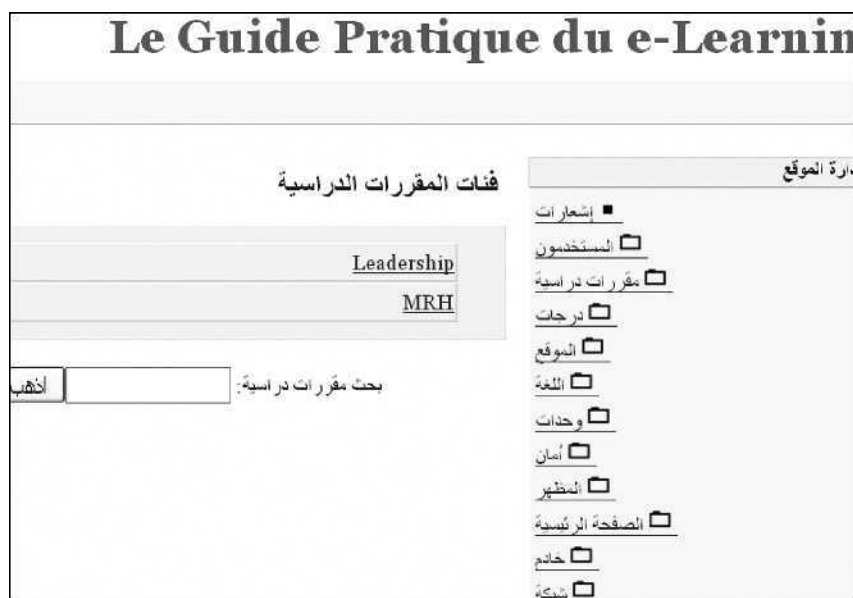 Le Guide Pratique du e-Learnin
دارة الموقع
إشعارات
المستخدمون
مقررات دراسية
درجات
الموقع
اللغة
وحدات
أمان
المظهر
الصفحة الرئيسية
خادم
شبكة
فئات المقررات الدراسية
Leadership
MRH
بحث مقررات دراسية:
اذهب